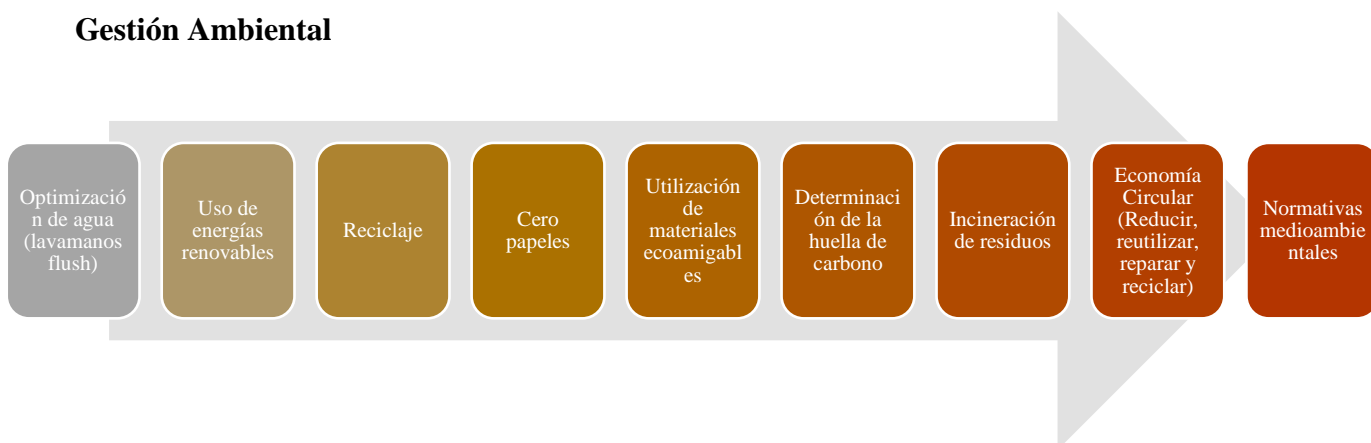 Gestión Ambiental
Optimizació
n de agua
(lavamanos
flush)
Uso de
energías
renovables
Reciclaje
Cero
papeles
Utilización
de
materiales
ecoamigabl
es
Determinaci
ón de la
huella de
carbono
Incineración
de residuos
Economía
Circular
(Reducir,
reutilizar,
reparar y
reciclar)
Normativas
medioambie
ntales